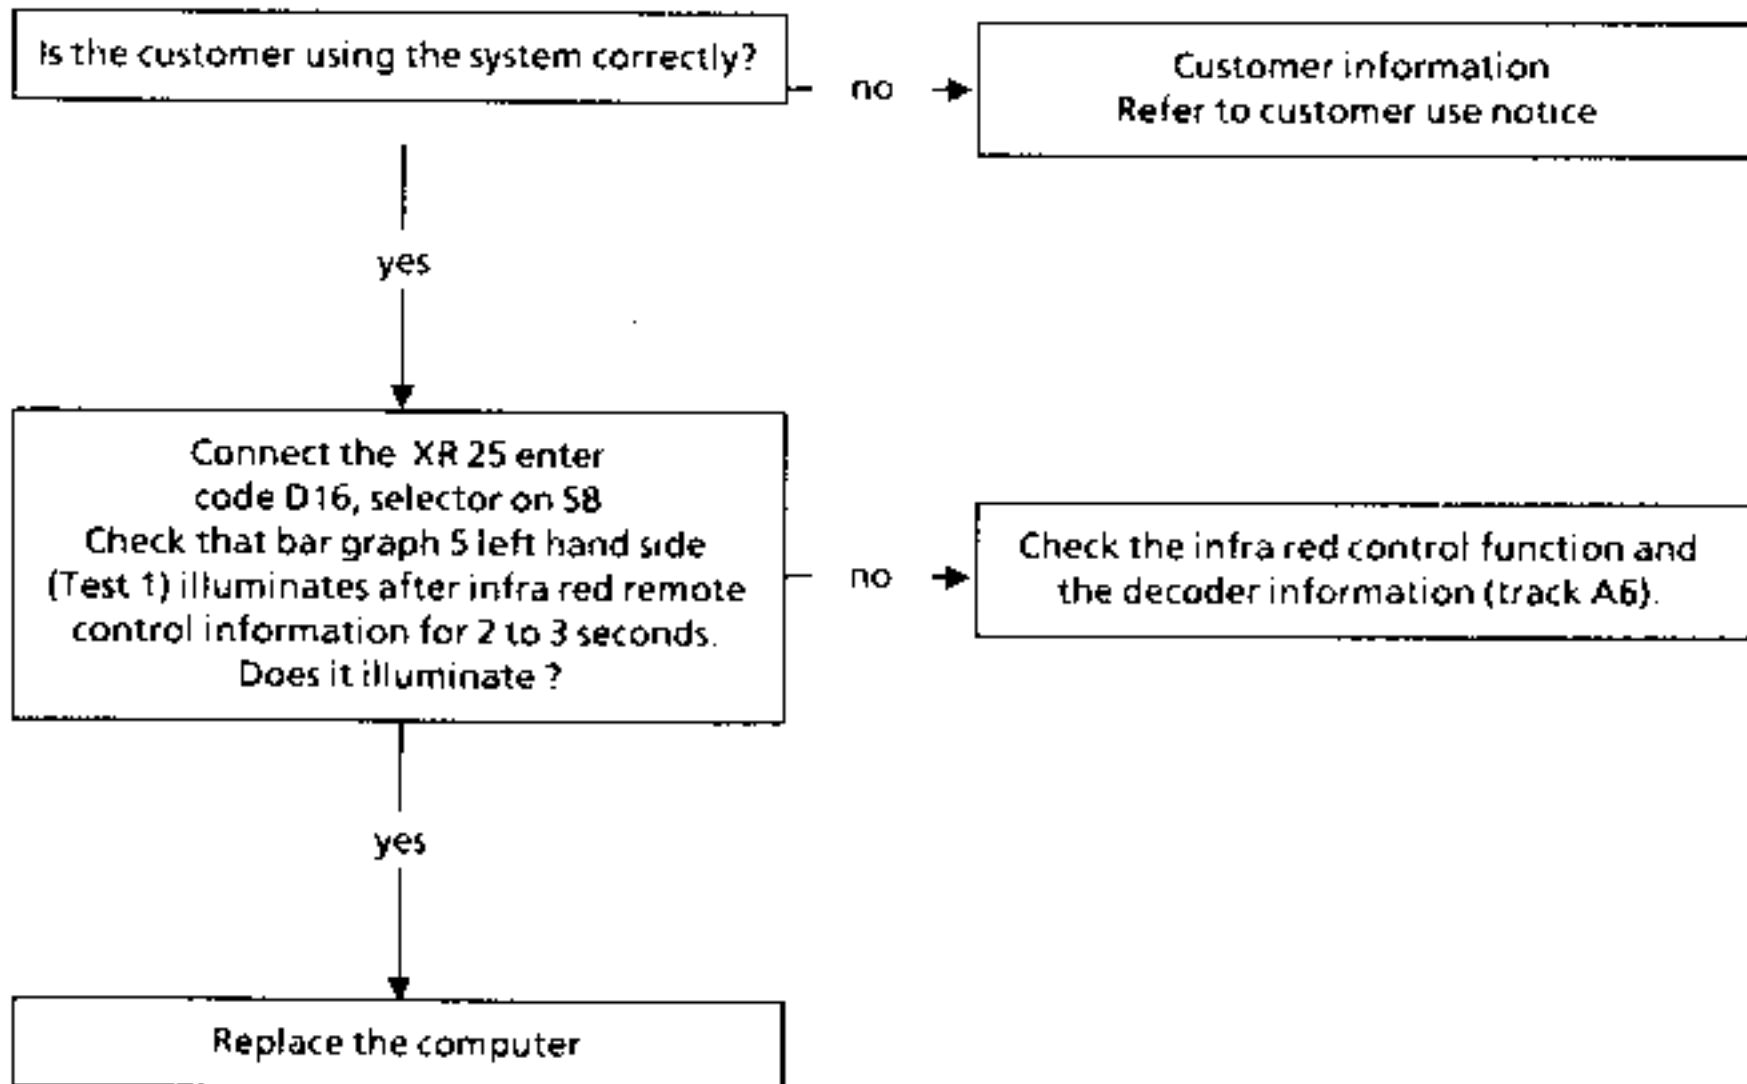 Is the customer using the system correctly?
no
Customer information
Refer to customer use notice
yes
Connect the XR 25 enter
code D16, selector on S8
Check that bar graph 5 left hand side
(Test 1) illuminates after infra red remote
control information for 2 to 3 seconds.
Does it illuminate ?
no
Check the infra red control function and
the decoder information (track A6).
yes
Replace the computer